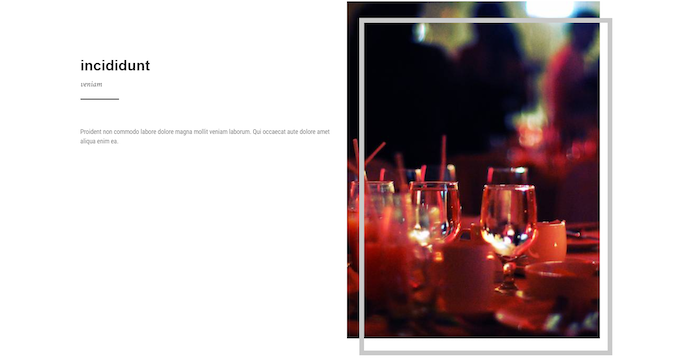 incididunt
veniam
Proident non commodo labore dolore magna mollit veniam laborum. Qui occaecat aute dolore amet
aliqua enim ea.